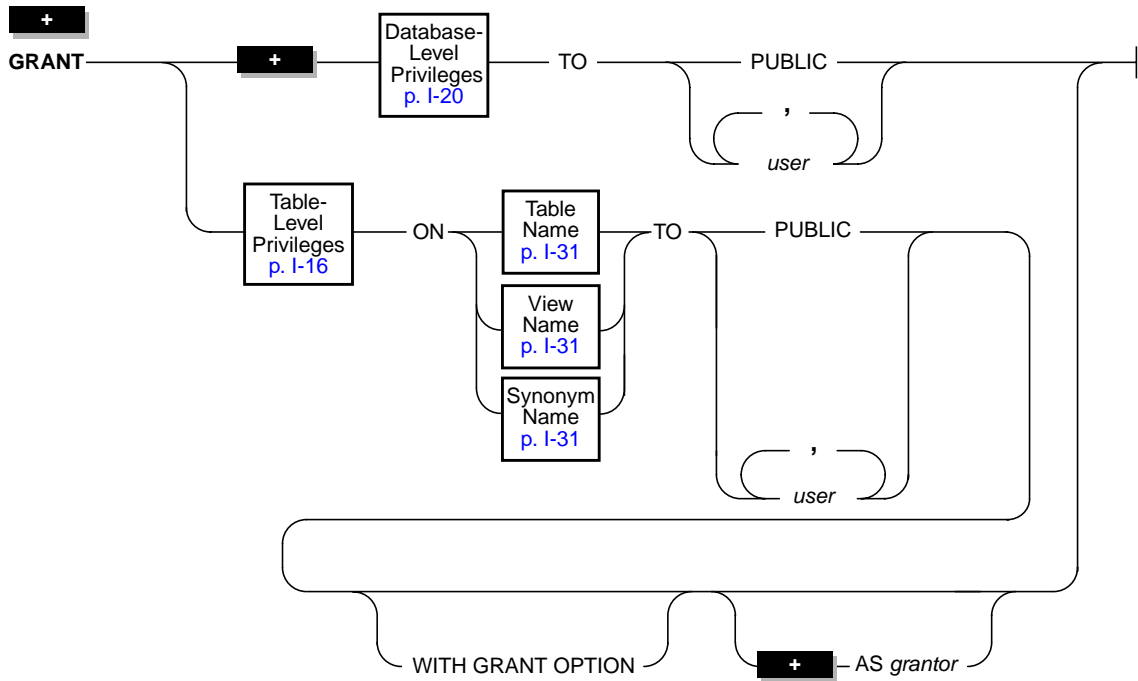 +
GRANT
+
Database-
Level
Privileges
p. I-20
TO
PUBLIC
,
user
Table-
Level
Privileges
p. I-16
ON
Table
Name
p. I-31
View
Name
p. I-31
Synonym
Name
p. I-31
TO
PUBLIC
,
user
WITH GRANT OPTION
+
AS grantor